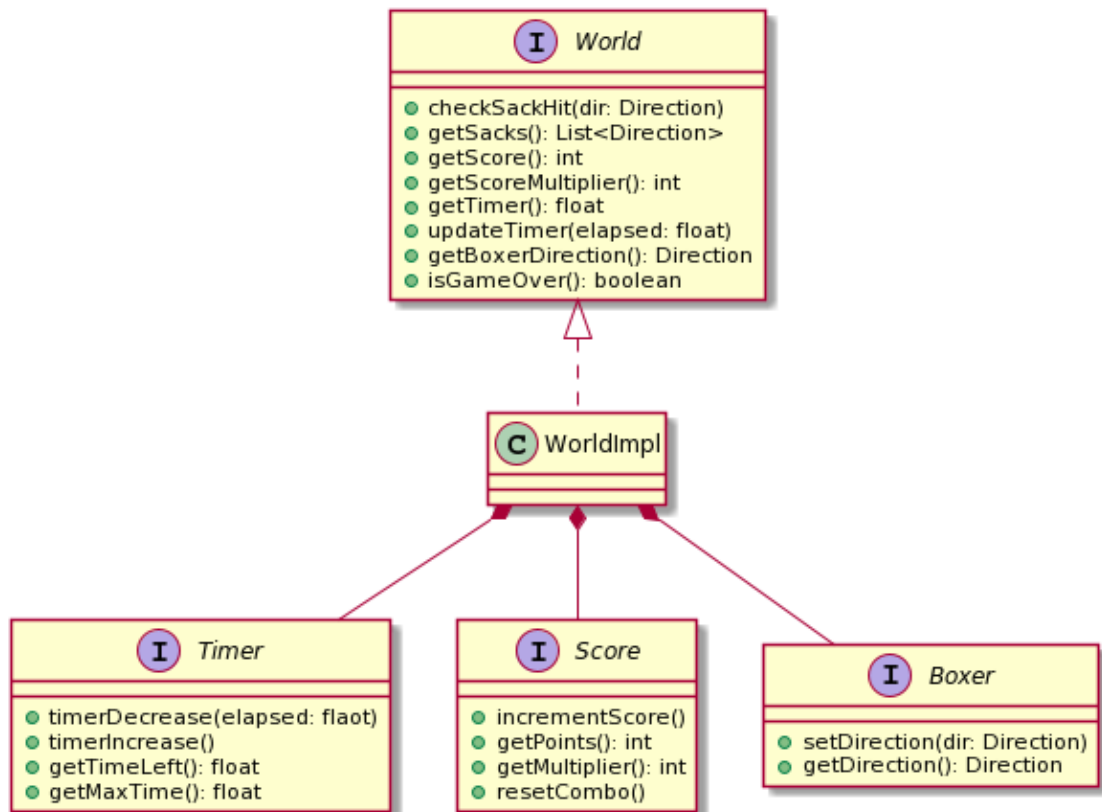 I World
checkSackHit(dir: Direction)
getSacks(): List<Direction>
getScore(): int
getScoreMultiplier(): int
getTimer(): float
updateTimer(elapsed: float)
getBoxerDirection(): Direction
isGameOver(): boolean
C WorldImpl
I Timer
timerDecrease(elapsed: flaot)
timerIncrease()
getTimeLeft(): float
getMaxTime(): float
I Score
incrementScore()
getPoints(): int
getMultiplier(): int
resetCombo()
I Boxer
setDirection(dir: Direction)
getDirection(): Direction